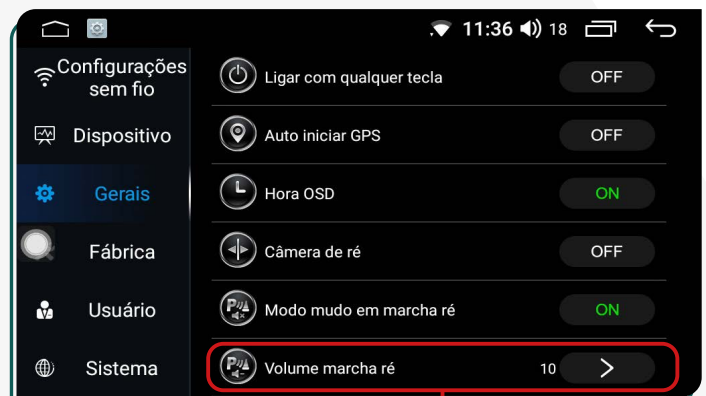 11:36 18
Configurações
sem fio
Dispositivo
Gerais
Fábrica
Usuário
Sistema
Ligar com qualquer tecla OFF
Auto iniciar GPS OFF
Hora OSD ON
Câmera de ré OFF
Modo mudo em marcha ré ON
Volume marcha ré 10